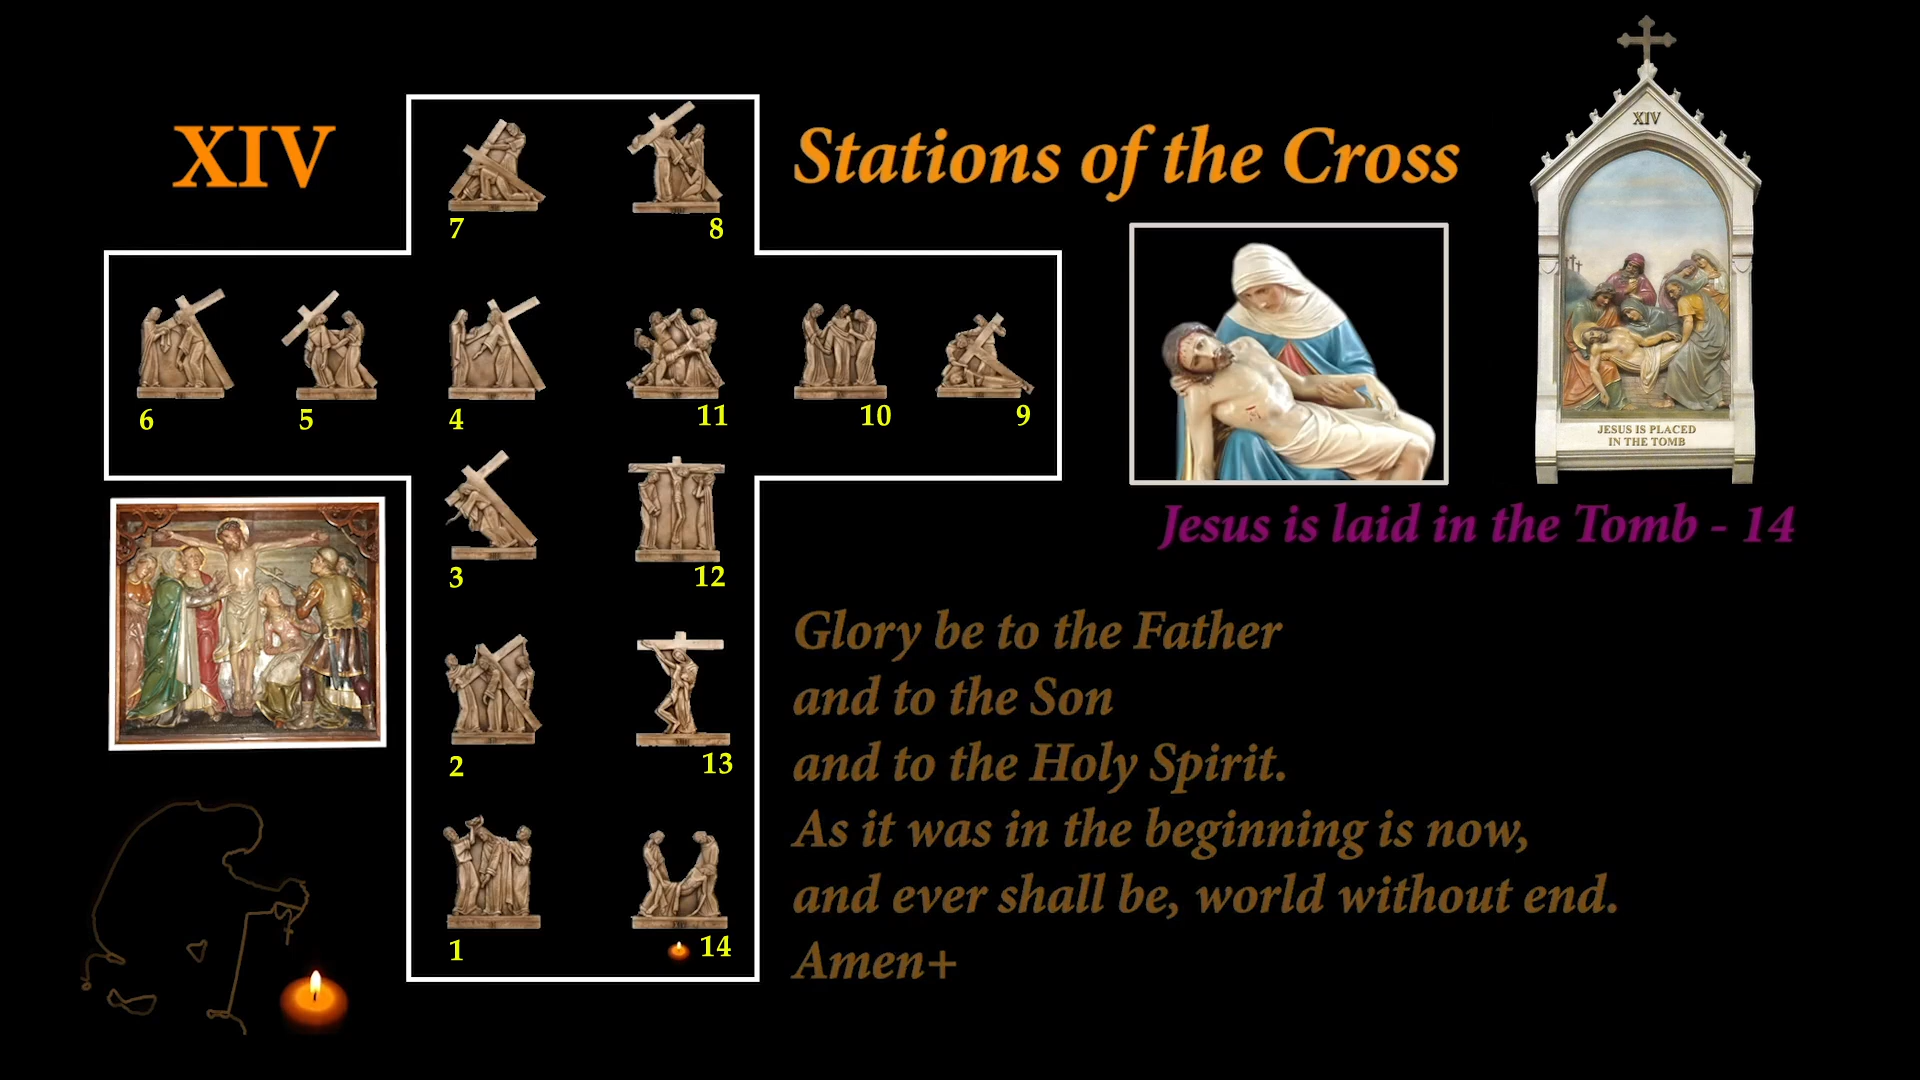 XIV
Stations of the Cross
XIV
7
8
6
5
4
11
10
9
JESUS IS PLACED
IN THE TOMB
Jesus is laid in the Tomb - 14
3
12
2
13
1
14
Glory be to the Father
and to the Son
and to the Holy Spirit.
As it was in the beginning is now,
and ever shall be, world without end.
Amen+